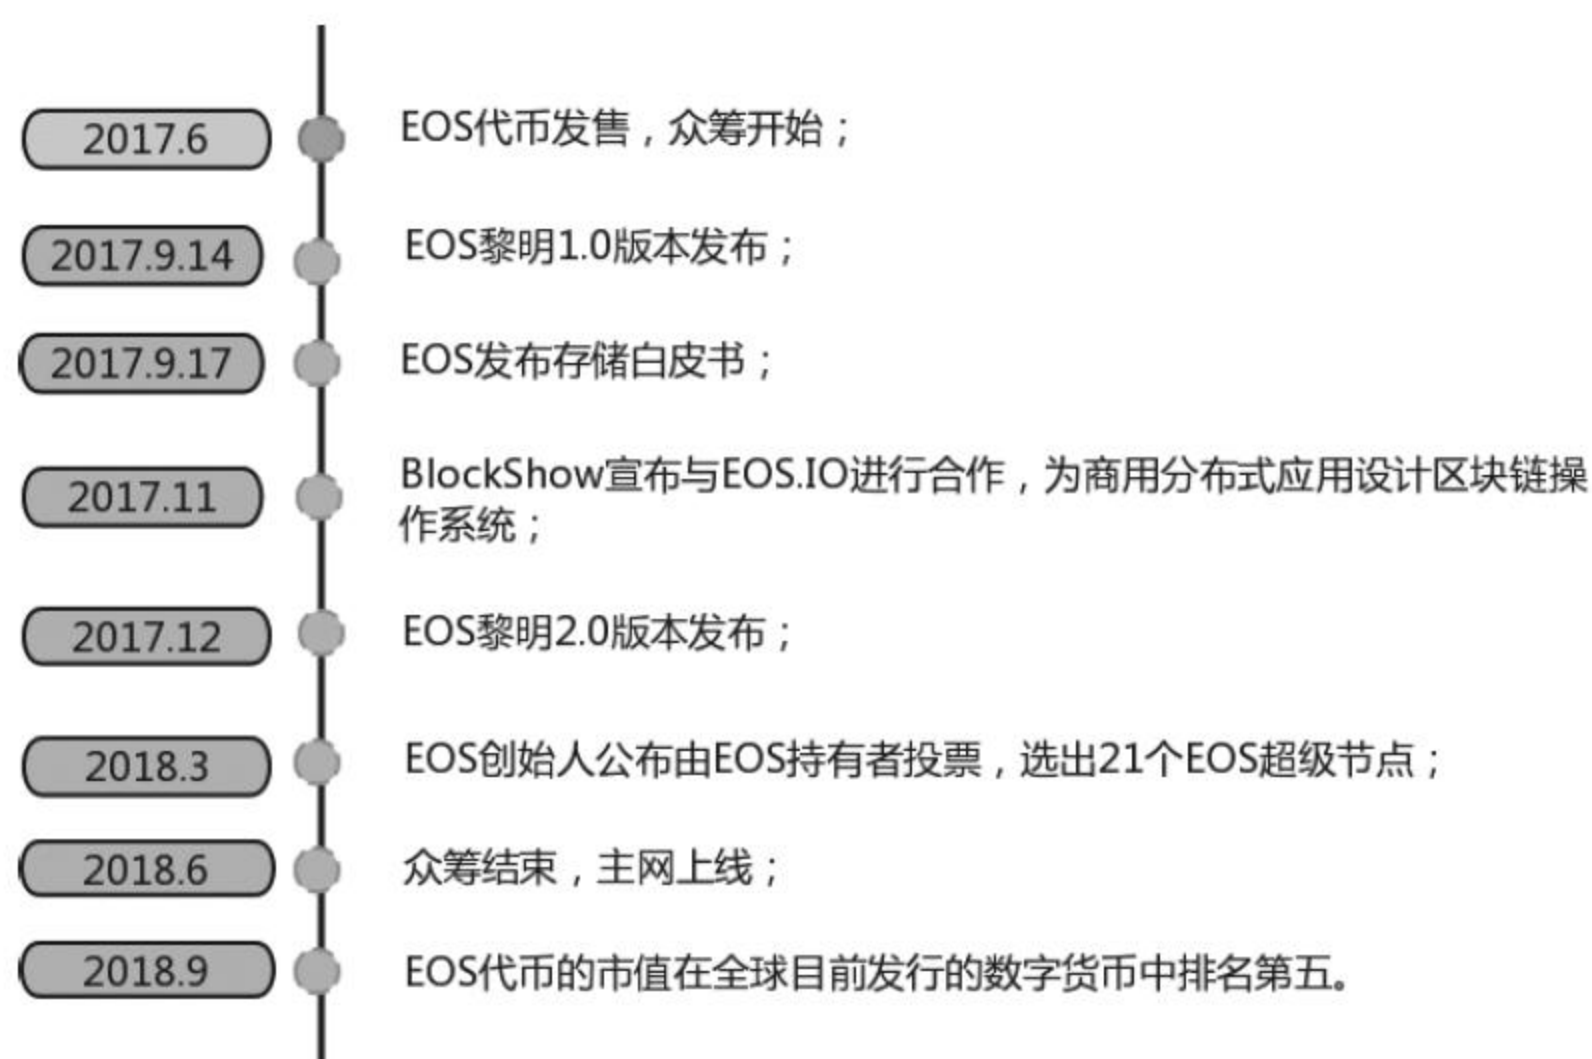 2017.6
EOS代币发售，众筹开始；
2017.9.14
EOS黎明1.0版本发布；
2017.9.17
EOS发布存储白皮书；
2017.11
BlockShow宣布与EOS.IO进行合作，为商用分布式应用设计区块链操
作系统；
2017.12
EOS黎明2.0版本发布；
2018.3
EOS创始人公布由EOS持有者投票，选出21个EOS超级节点；
2018.6
众筹结束，主网上线；
2018.9
EOS代币的市值在全球目前发行的数字货币中排名第五。